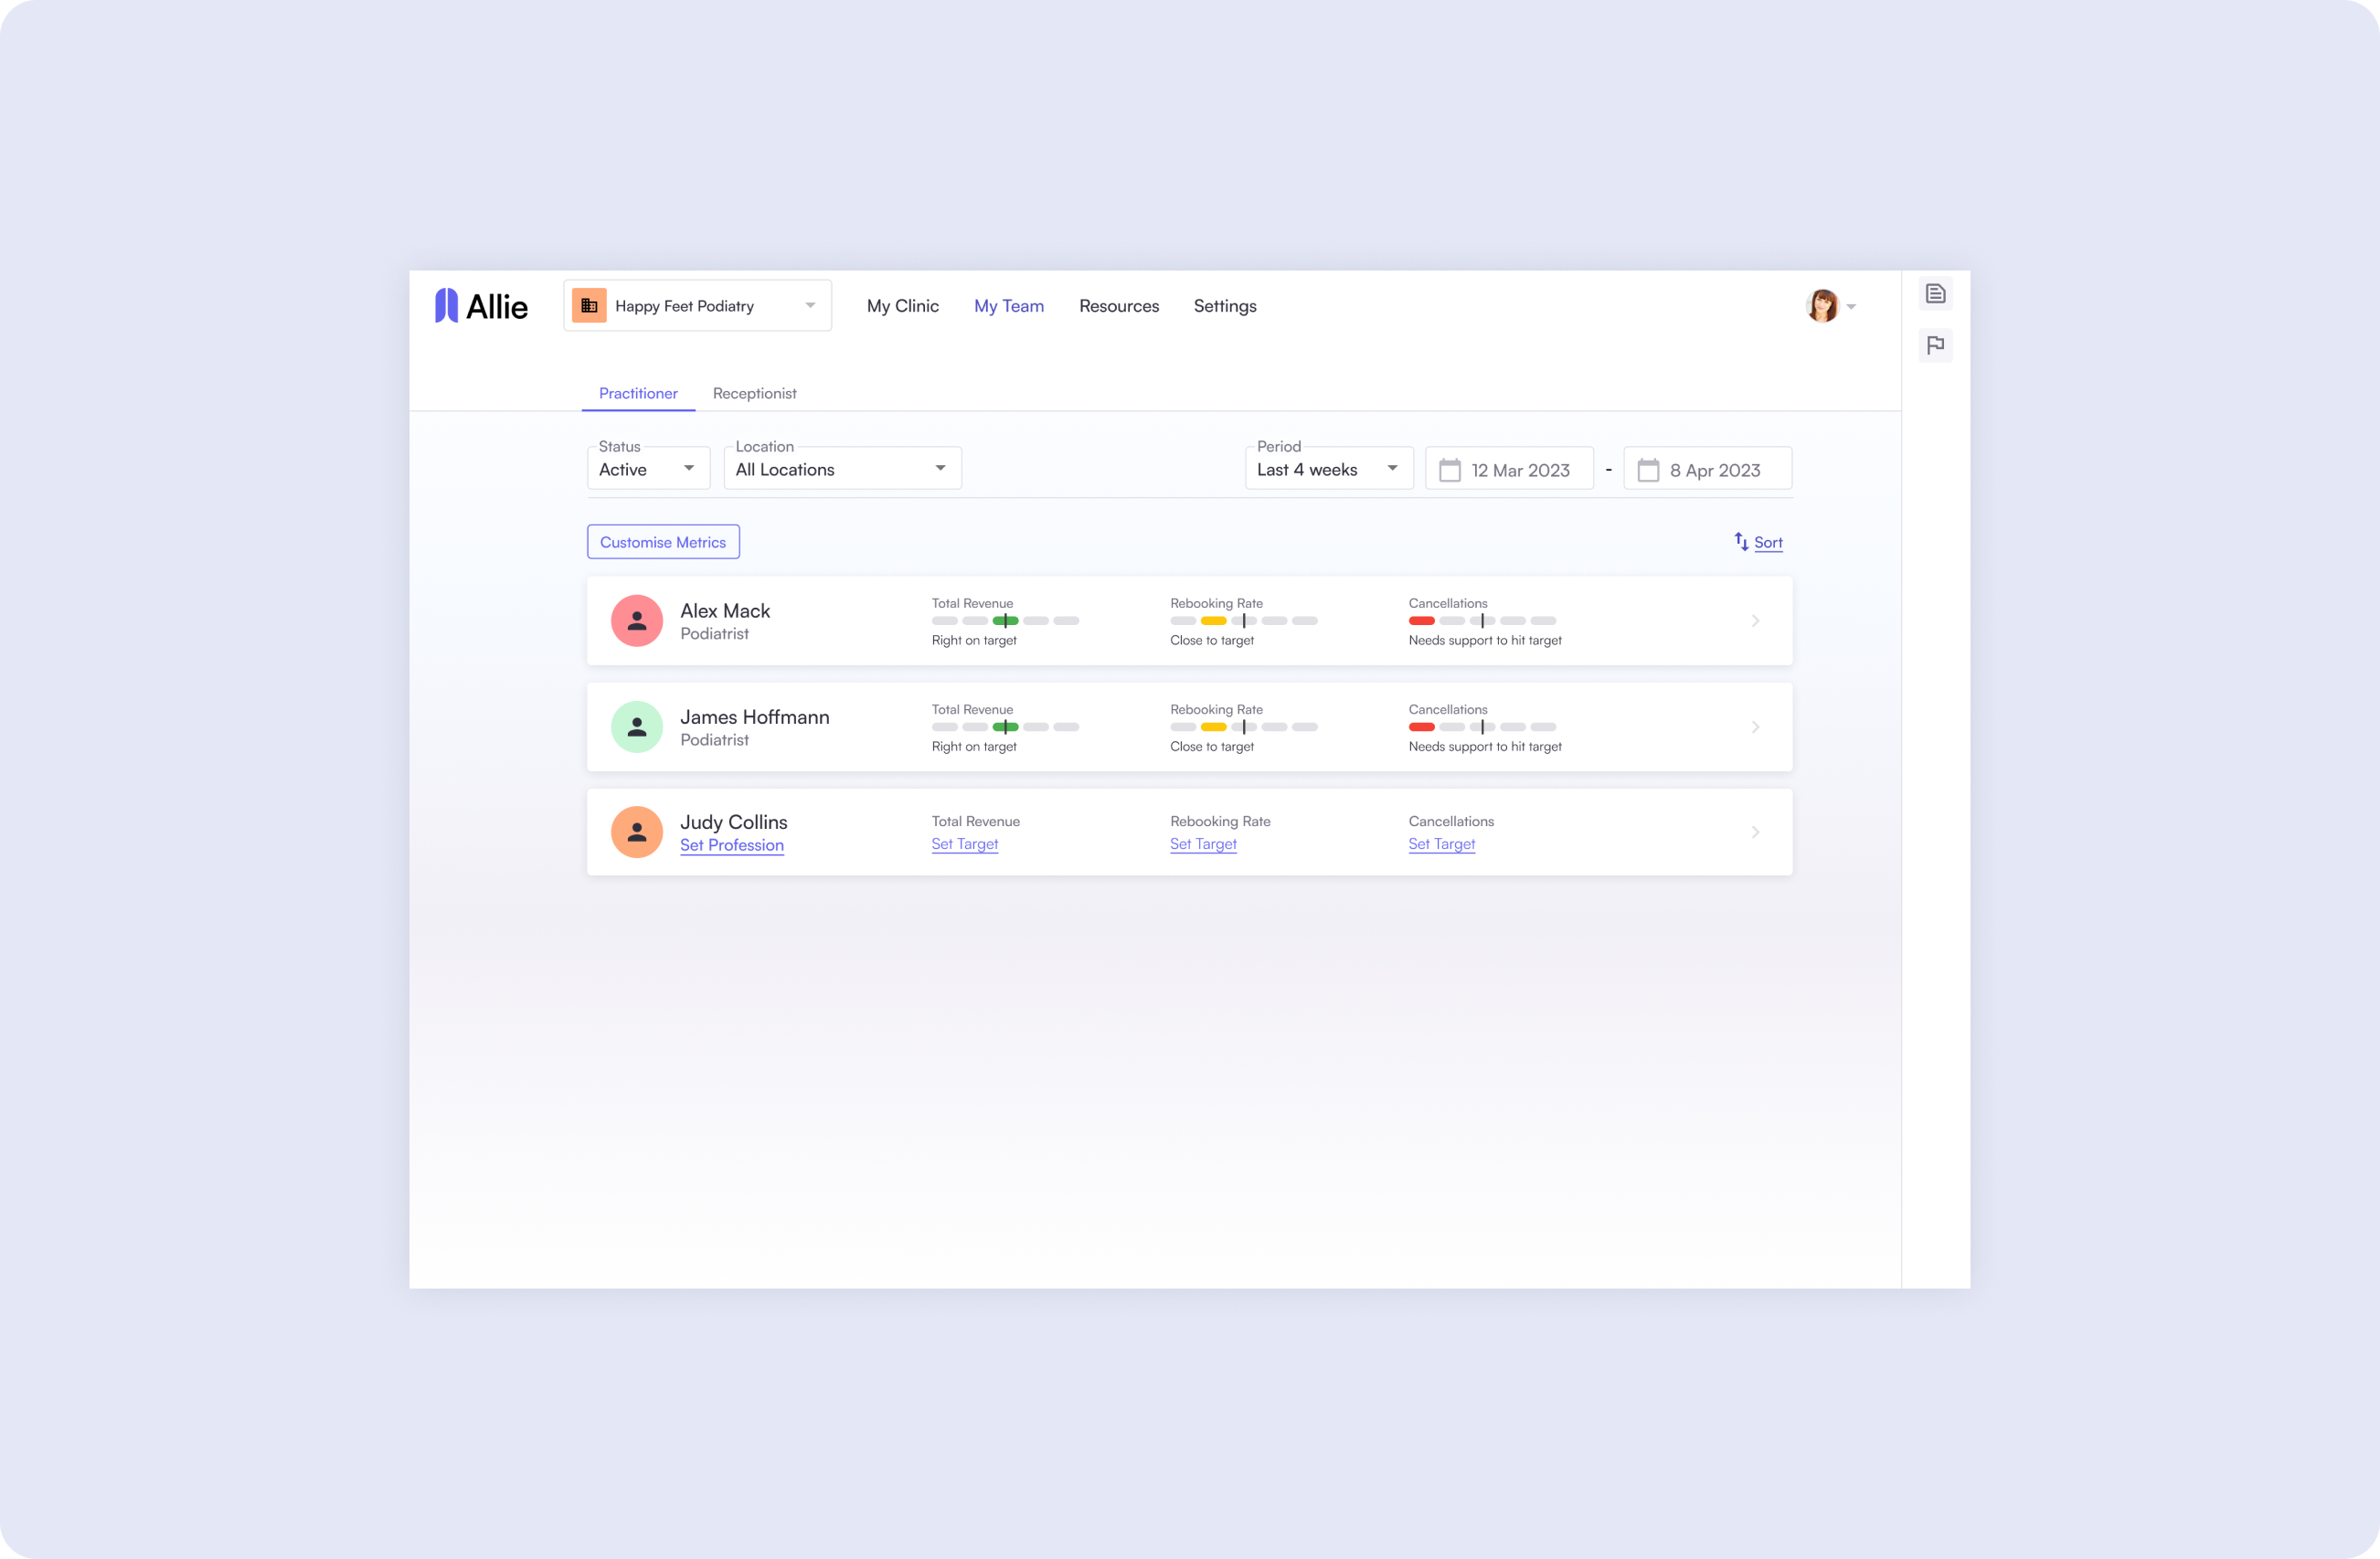 Allie
Happy Feet Podiatry
My Clinic
My Team
Resources
Settings
Practitioner
Receptionist
Status
Active
Location
All Locations
Period
Last 4 weeks
12 Mar 2023
-
8 Apr 2023
Customise Metrics
Sort
Alex Mack
Podiatrist
Total Revenue
Right on target
Rebooking Rate
Close to target
Cancellations
Needs support to hit target
James Hoffmann
Podiatrist
Total Revenue
Right on target
Rebooking Rate
Close to target
Cancellations
Needs support to hit target
Judy Collins
Set Profession
Total Revenue
Set Target
Rebooking Rate
Set Target
Cancellations
Set Target